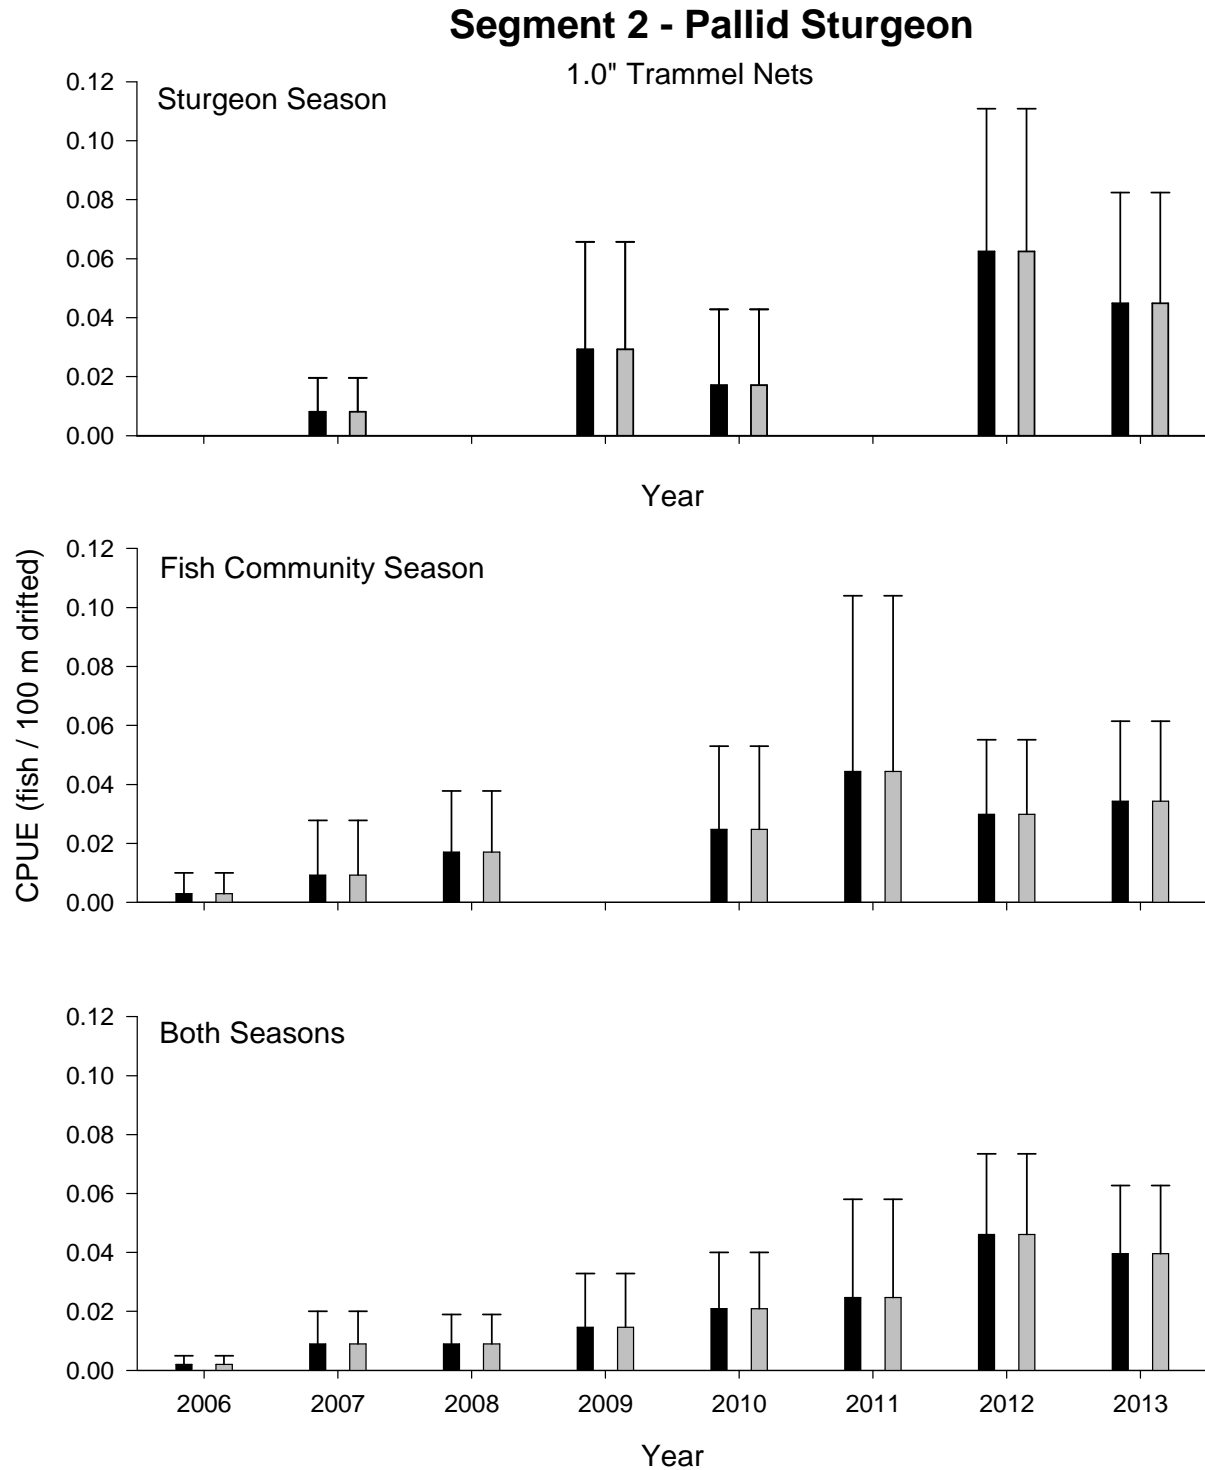 Segment 2 - Pallid Sturgeon
1.0" Trammel Nets
Sturgeon Season
0.12
0.10
0.08
0.06
0.04
0.02
0.00
Year
CPUE (fish / 100 m drifted)
Fish Community Season
0.12
0.10
0.08
0.06
0.04
0.02
0.00
Both Seasons
0.12
0.10
0.08
0.06
0.04
0.02
0.00
2006 2007 2008 2009 2010 2011 2012 2013
Year